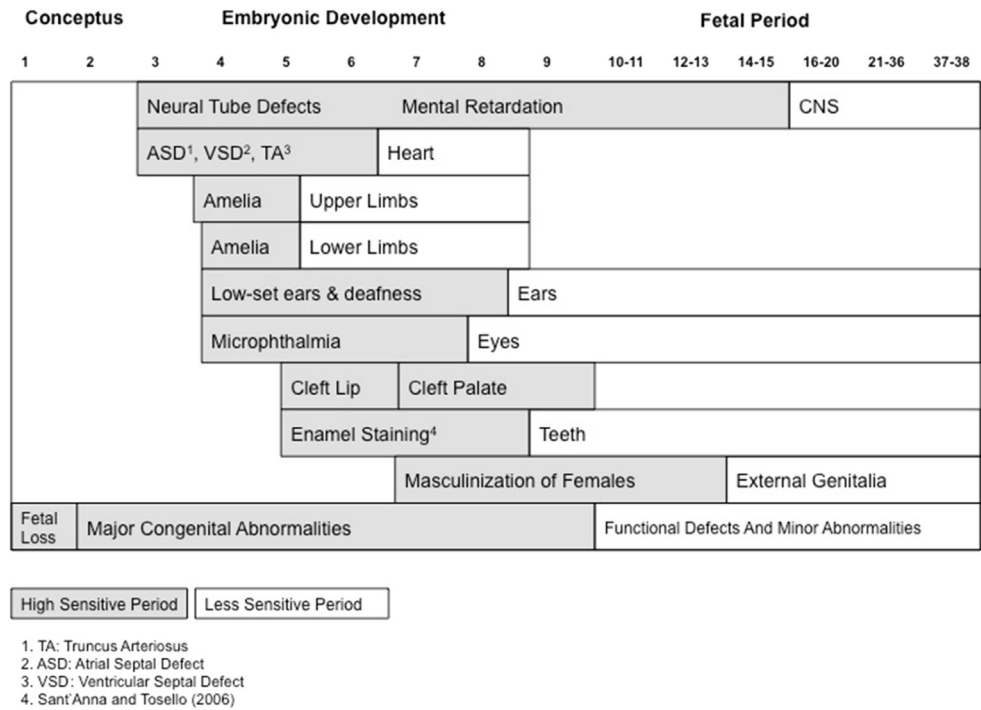 Conceptus Embryonic Development Fetal Period
1 2 3 4 5 6 7 8 9 10-11 12-13 14-15 16-20 21-36 37-38
Neural Tube Defects Mental Retardation CNS
ASD¹, VSD², TA³ Heart
Amelia Upper Limbs
Amelia Lower Limbs
Low-set ears & deafness Ears
Microphthalmia Eyes
Cleft Lip Cleft Palate
Enamel Staining⁴ Teeth
Masculinization of Females External Genitalia
Fetal
Loss
Major Congenital Abnormalities Functional Defects And Minor Abnormalities
High Sensitive Period Less Sensitive Period
1. TA: Truncus Arteriosus
2. ASD: Atrial Septal Defect
3. VSD: Ventricular Septal Defect
4. Sant'Anna and Tosello (2006)